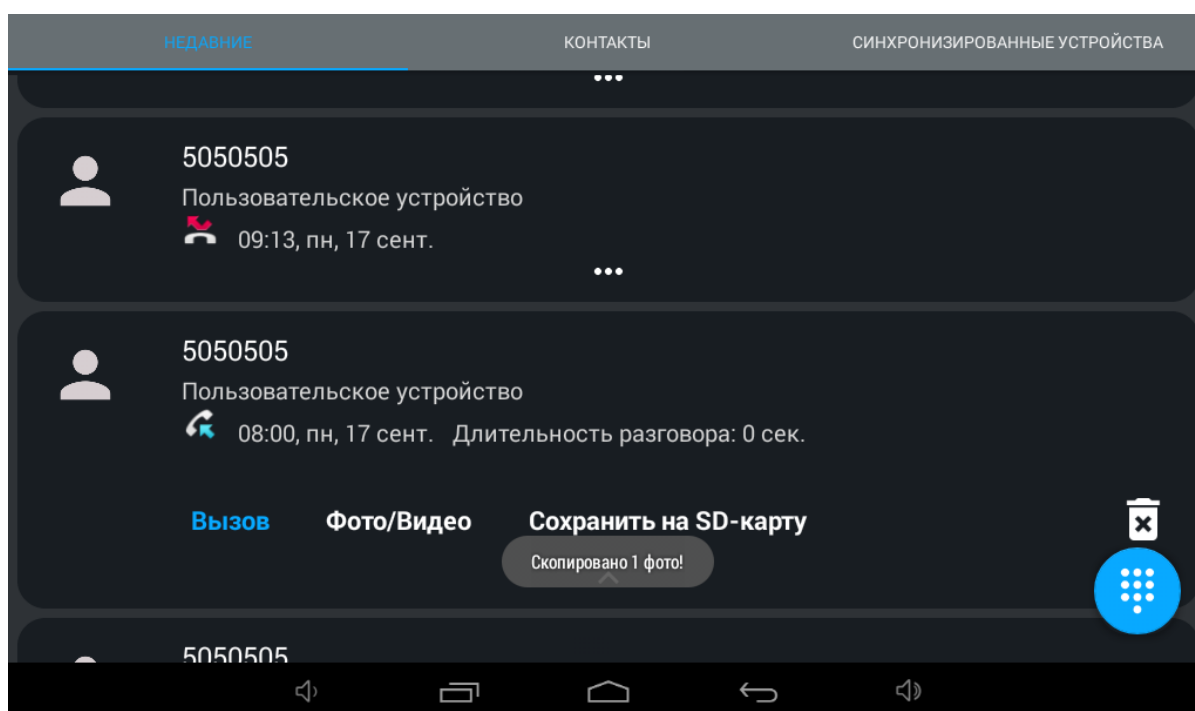 НЕДАВНИЕ КОНТАКТЫ СИНХРОНИЗИРОВАННЫЕ УСТРОЙСТВА
5050505
Пользовательское устройство
09:13, пн, 17 сент.
5050505
Пользовательское устройство
08:00, пн, 17 сент. Длительность разговора: 0 сек.
Вызов Фото/Видео Сохранить на SD-карту
Скопировано 1 фото!
5050505